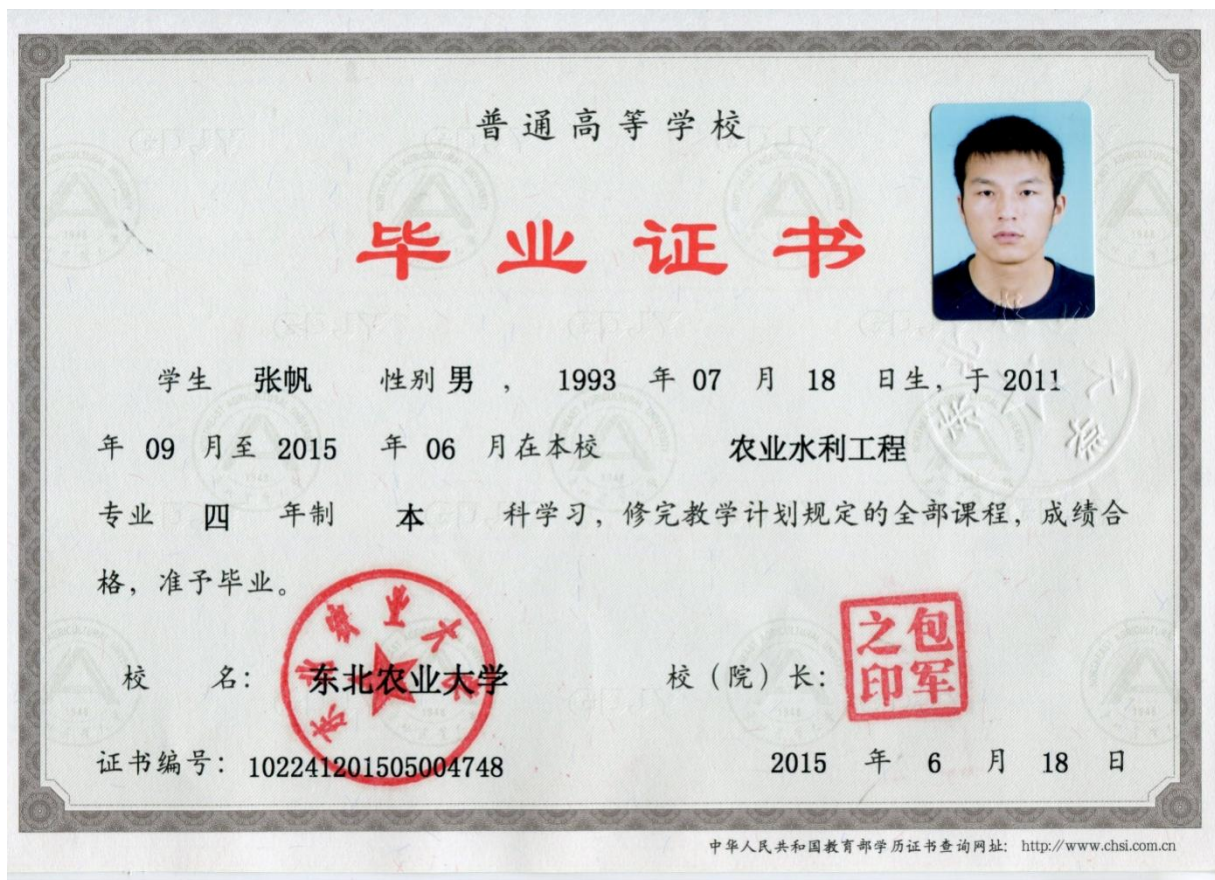 普通高等学校
毕业证书
学生 张帆 性别 男 ， 1993 年 07 月 18 日生，于 2011
年 09 月至 2015 年 06 月在本校 农业水利工程
专业 四 年制 本 科学习，修完教学计划规定的全部课程，成绩合
格，准予毕业。
校 名： 东北农业大学 校（院）长： 包军之印
证书编号： 102241201505004748 2015 年 6 月 18 日
中华人民共和国教育部学历证书查询网址： http://www.chsi.com.cn